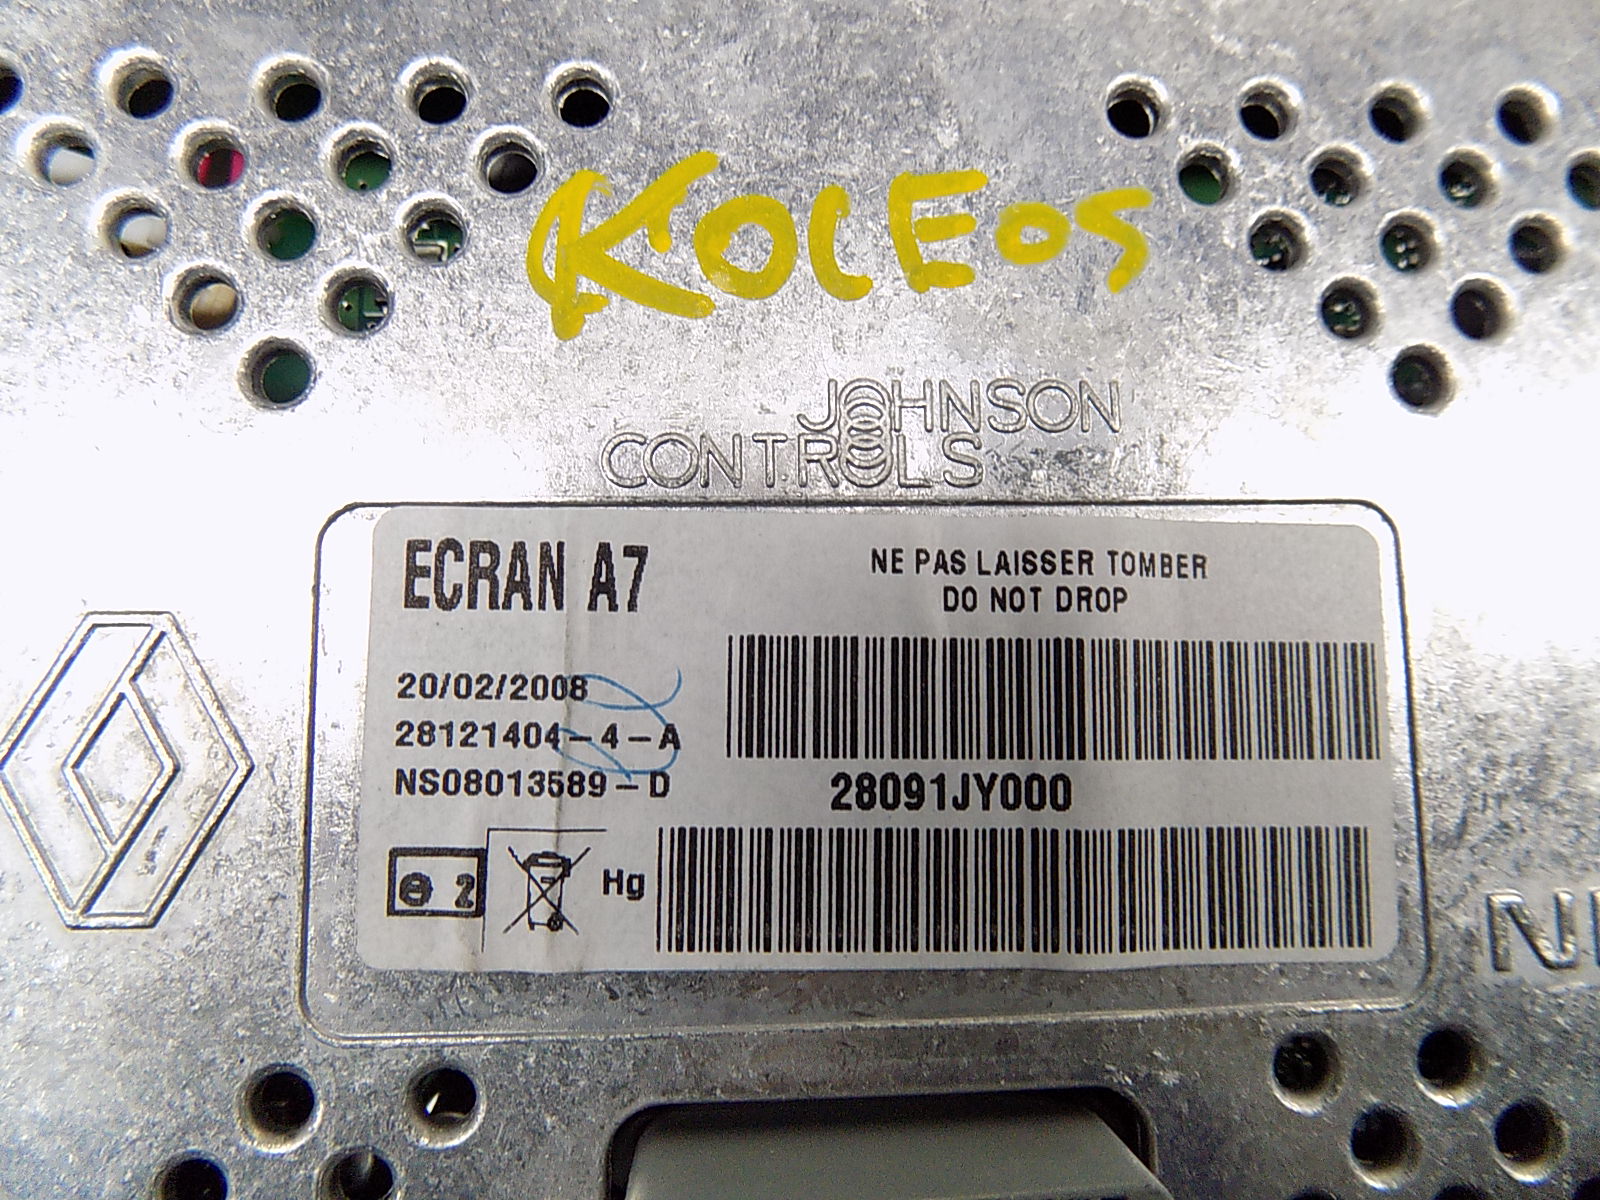 KOLEOS
JOHNSON
CONTROLS
ECRAN A7
NE PAS LAISSER TOMBER
DO NOT DROP
20/02/2008
28121404-4-A
NS08013589-D
28091JY000
e 2
Hg